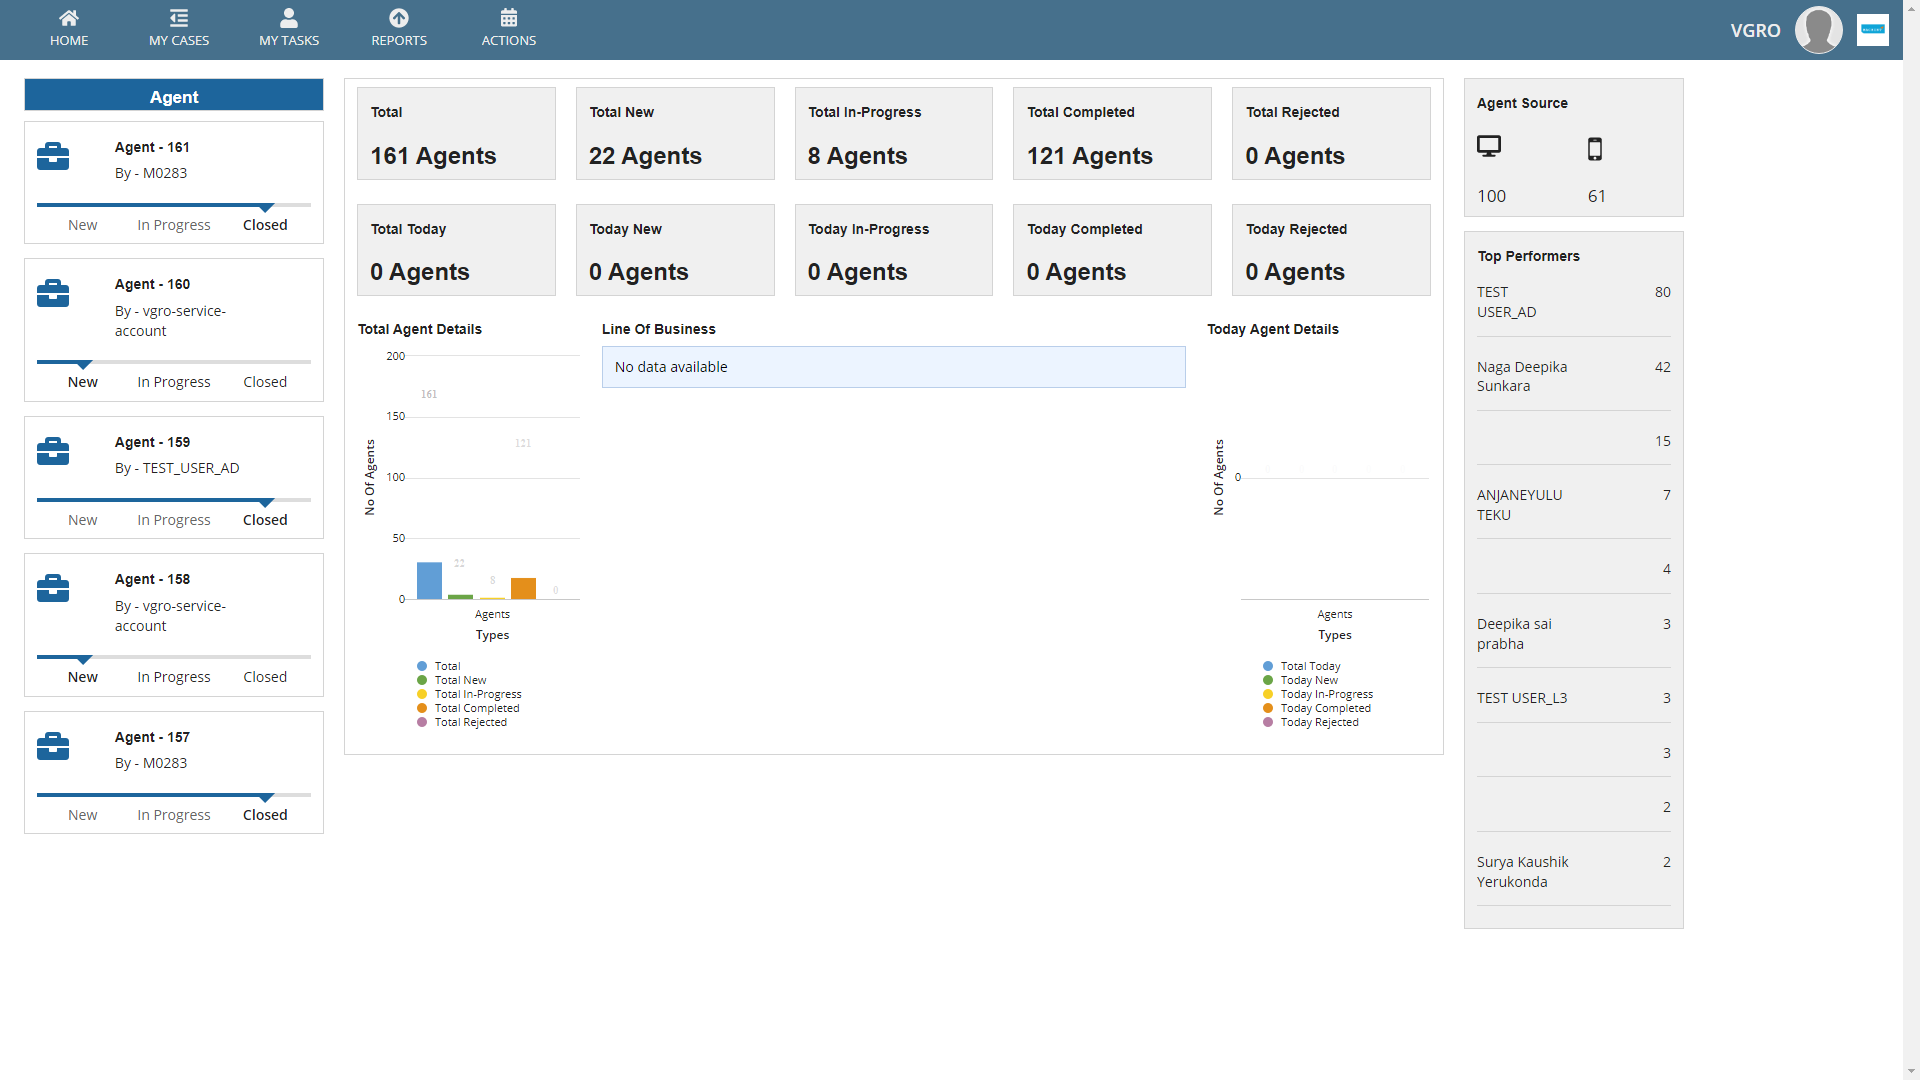 HOME
MY CASES
MY TASKS
REPORTS
ACTIONS
VGRO
Agent
Agent - 161
By - M0283
New In Progress Closed
Agent - 160
By - vgro-service-
account
New In Progress Closed
Agent - 159
By - TEST_USER_AD
New In Progress Closed
Agent - 158
By - vgro-service-
account
New In Progress Closed
Agent - 157
By - M0283
New In Progress Closed
Total
161 Agents
Total New
22 Agents
Total In-Progress
8 Agents
Total Completed
121 Agents
Total Rejected
0 Agents
Total Today
0 Agents
Today New
0 Agents
Today In-Progress
0 Agents
Today Completed
0 Agents
Today Rejected
0 Agents
Total Agent Details
200
150
100
50
0
No Of Agents
161
22
8
121
0
Agents
Types
Total
Total New
Total In-Progress
Total Completed
Total Rejected
Line Of Business
No data available
Today Agent Details
No Of Agents
0
Agents
Types
Total Today
Today New
Today In-Progress
Today Completed
Today Rejected
Agent Source
100 61
Top Performers
TEST 80
USER_AD
Naga Deepika 42
Sunkara
15
ANJANEYULU 7
TEKU
4
Deepika sai 3
prabha
TEST USER_L3 3
3
2
Surya Kaushik 2
Yerukonda